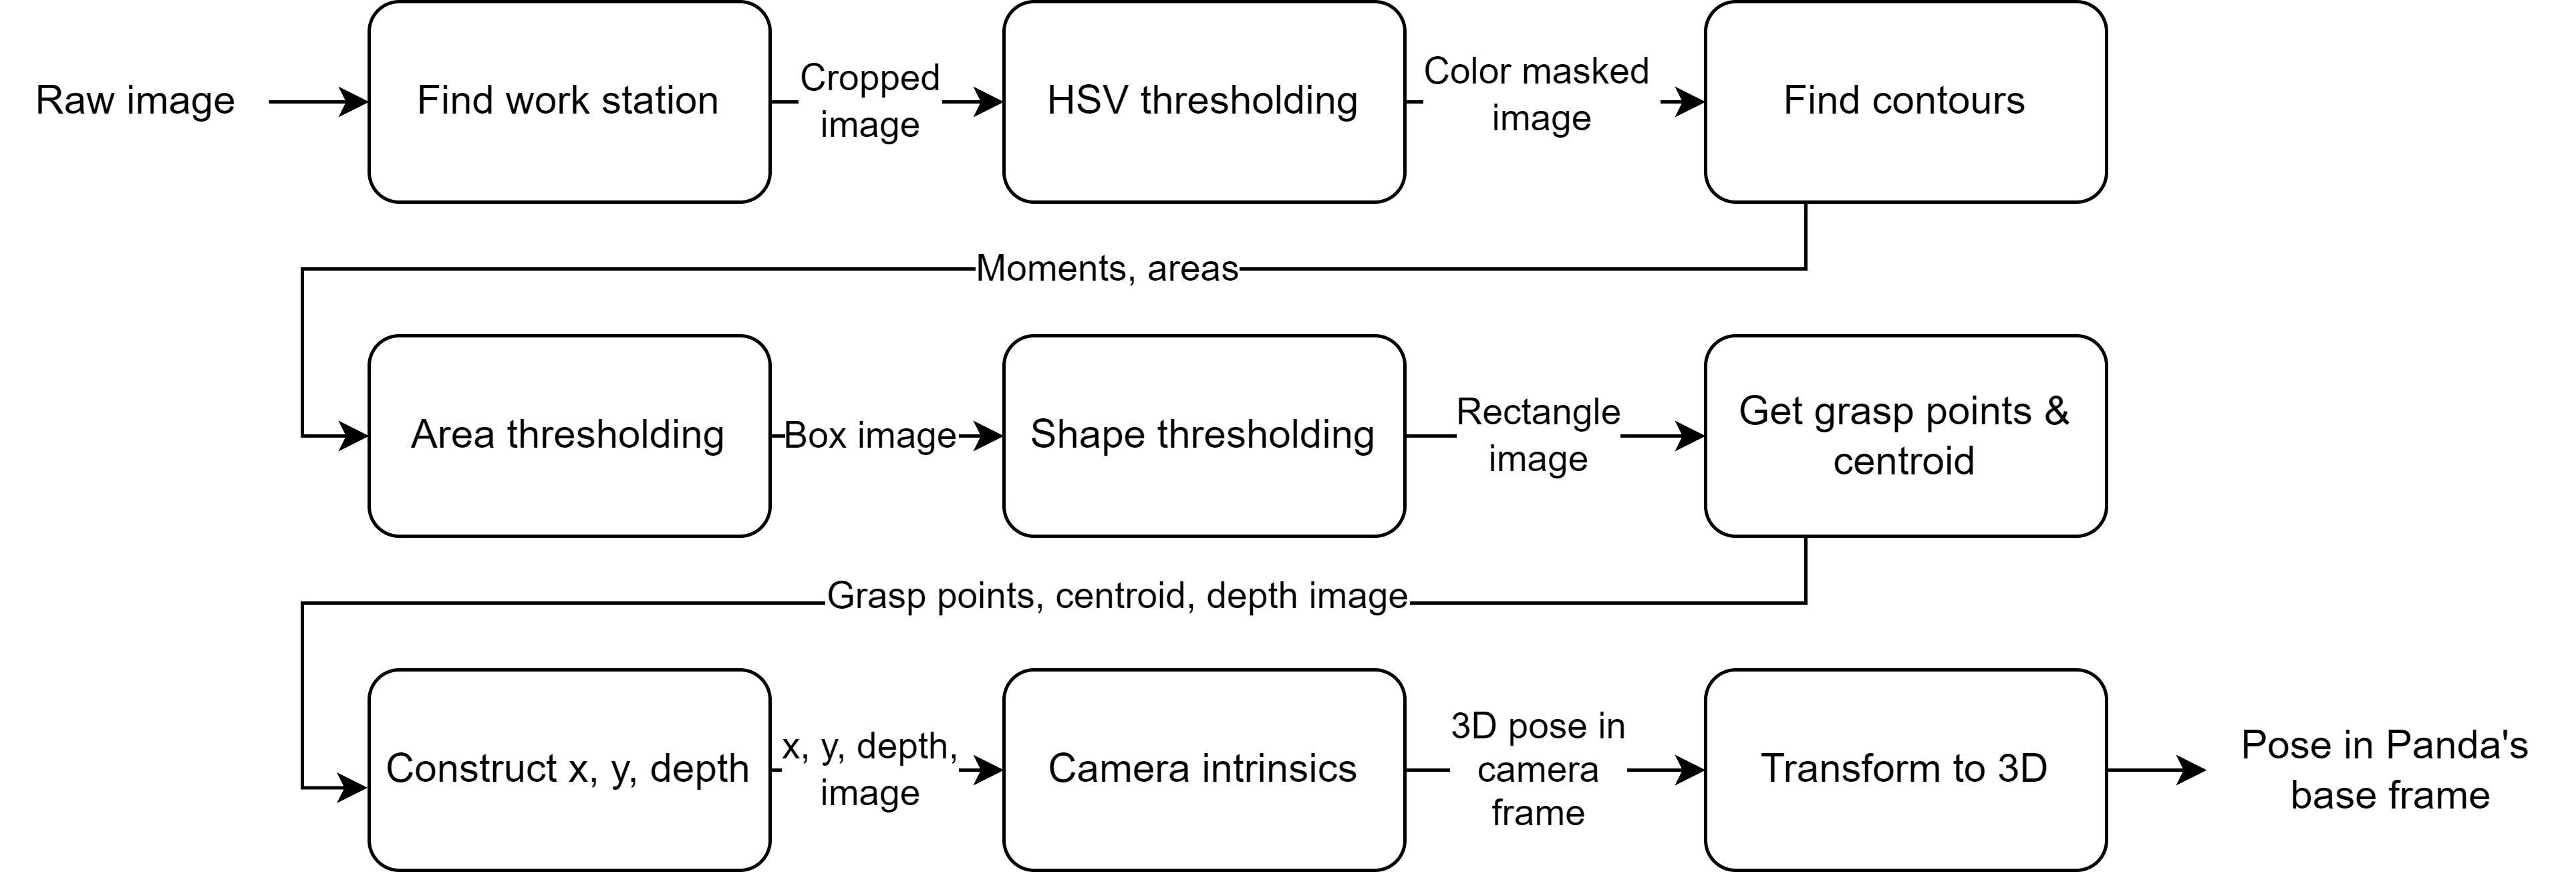 Raw image
Find work station
Cropped
image
HSV thresholding
Color masked
image
Find contours
Moments, areas
Area thresholding
Box image
Shape thresholding
Rectangle
image
Get grasp points &
centroid
Grasp points, centroid, depth image
Construct x, y, depth
x, y, depth,
image
Camera intrinsics
3D pose in
camera
frame
Transform to 3D
Pose in Panda's
base frame